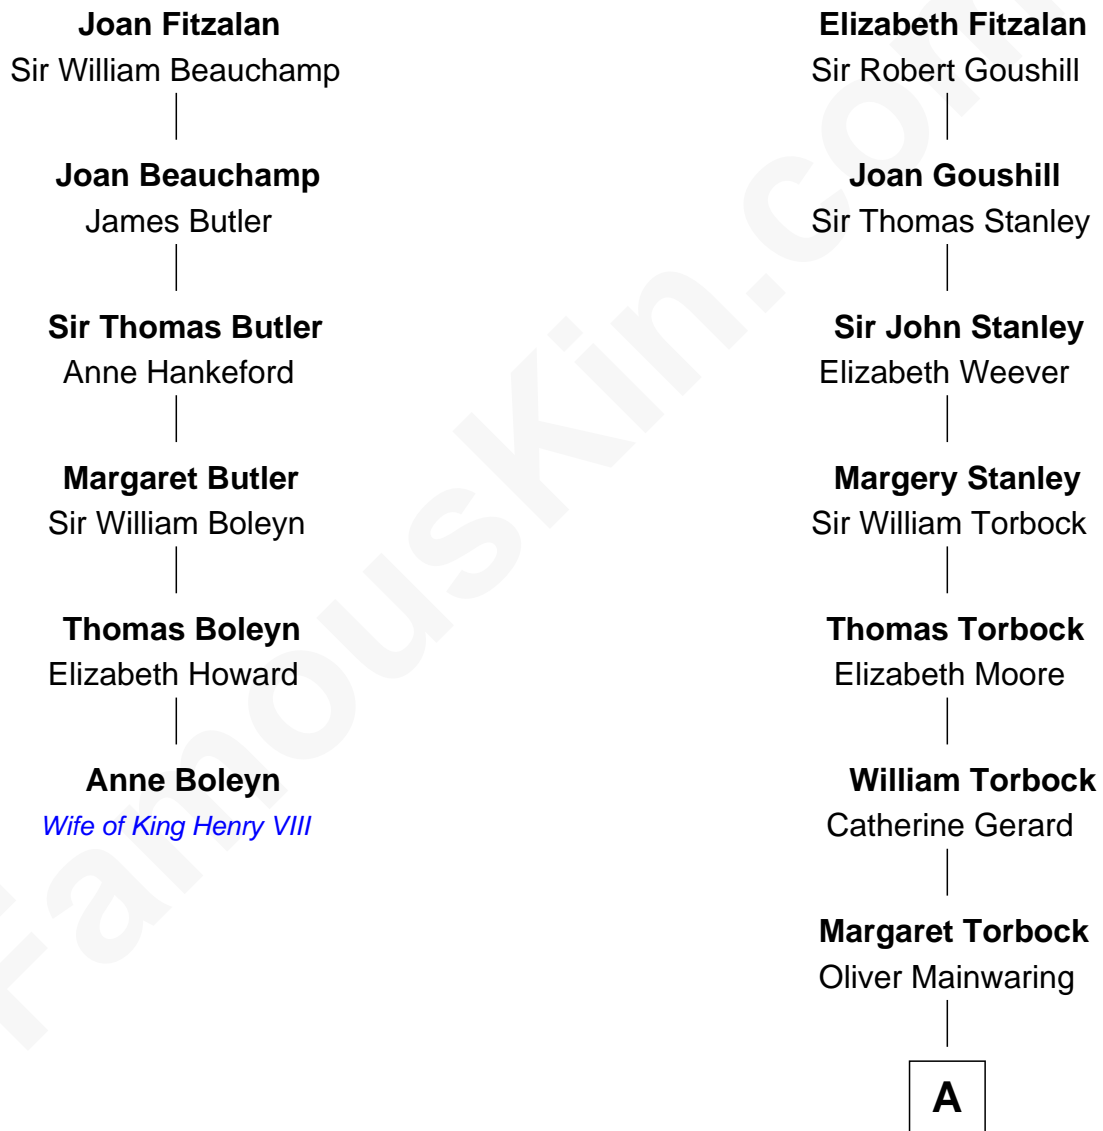 Joan Fitzalan
Sir William Beauchamp
Joan Beauchamp
James Butler
Sir Thomas Butler
Anne Hankeford
Margaret Butler
Sir William Boleyn
Thomas Boleyn
Elizabeth Howard
Anne Boleyn
Wife of King Henry VIII
Elizabeth Fitzalan
Sir Robert Goushill
Joan Goushill
Sir Thomas Stanley
Sir John Stanley
Elizabeth Weever
Margery Stanley
Sir William Torbock
Thomas Torbock
Elizabeth Moore
William Torbock
Catherine Gerard
Margaret Torbock
Oliver Mainwaring
A
FamousKin.com